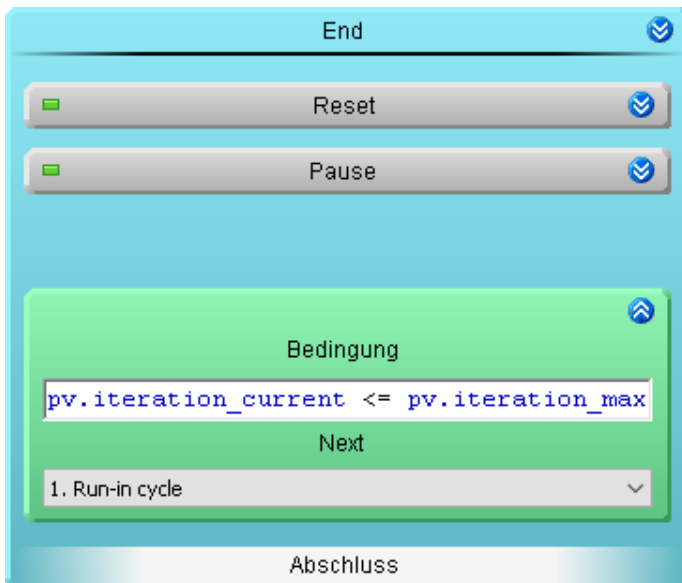 End
Reset
Pause
Bedingung
pv.iteration_current <= pv.iteration_max
Next
1. Run-in cycle
Abschluss